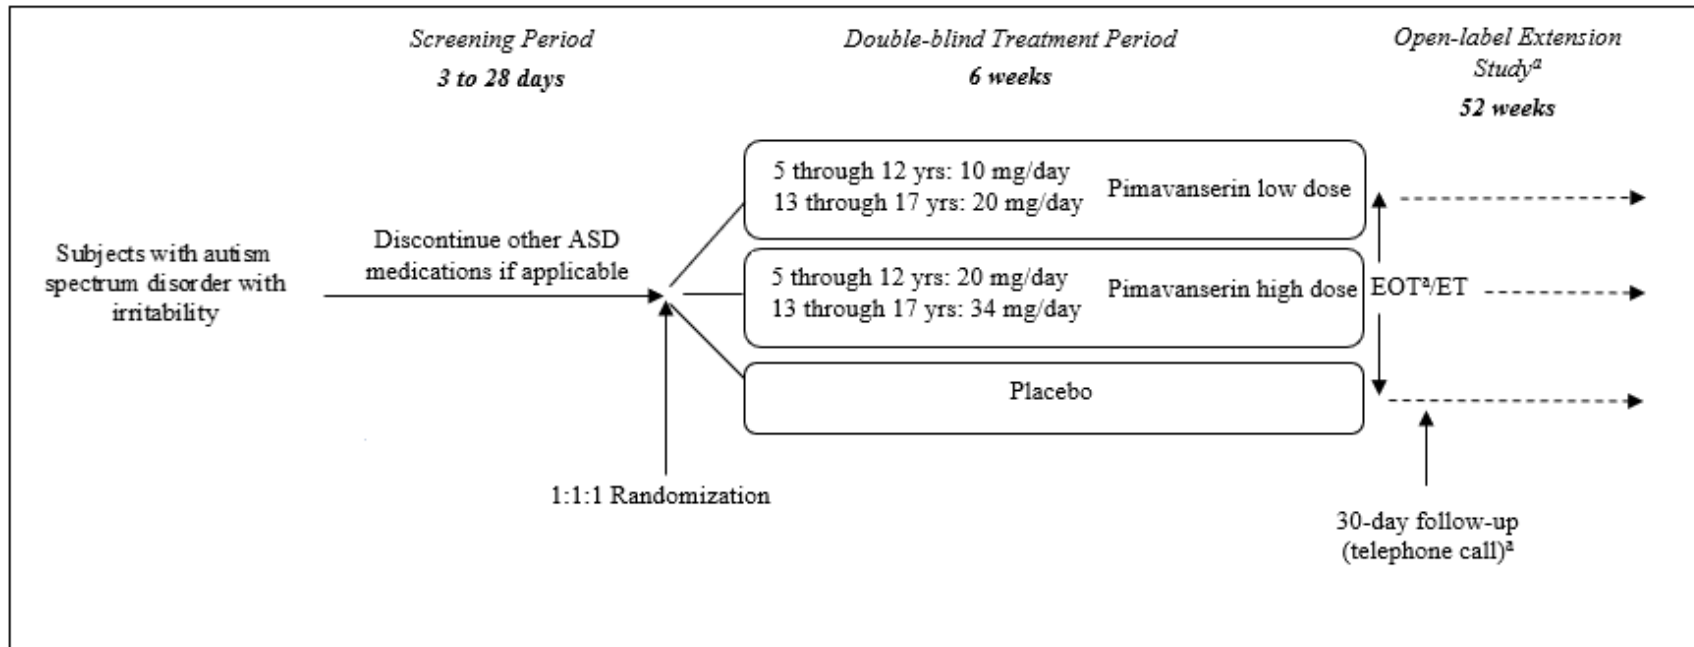 Screening Period
3 to 28 days
Double-blind Treatment Period
6 weeks
Open-label Extension
Studyᵃ
52 weeks
Subjects with autism
spectrum disorder with
irritability
Discontinue other ASD
medications if applicable
1:1:1 Randomization
5 through 12 yrs: 10 mg/day
13 through 17 yrs: 20 mg/day
Pimavanserin low dose
5 through 12 yrs: 20 mg/day
13 through 17 yrs: 34 mg/day
Pimavanserin high dose
Placebo
EOTᵃ/ET
30-day follow-up
(telephone call)ᵃ